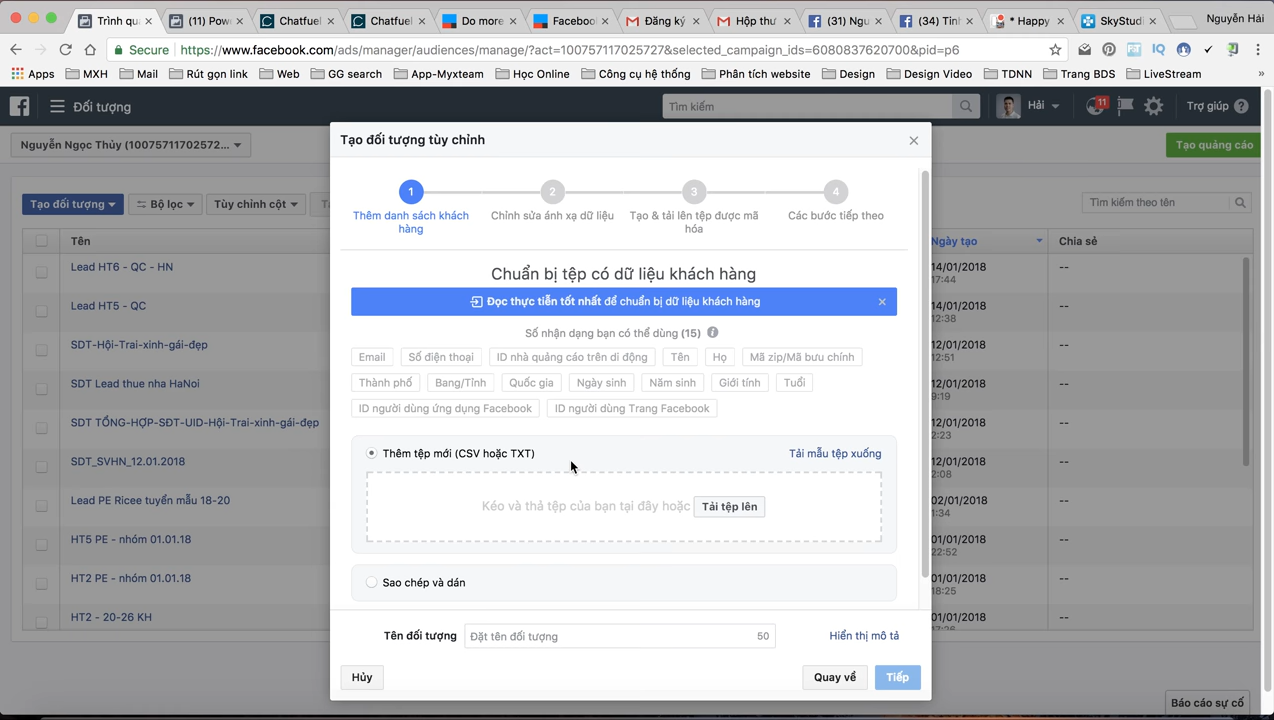 Trình qu
(11) Pow
Chatfuel
Chatfuel
Do more
Facebook
Đăng ký
Hộp thư
(31) Ngu
(34) Tin
* Happy
SkyStudi
Nguyễn Hải
Secure
https://www.facebook.com/ads/manager/audiences/manage/?act=100757117025727&selected_campaign_ids=6080837620700&pid=p6
Apps
MXH
Mail
Rút gọn link
Web
GG search
App-Myxteam
Học Online
Công cụ hệ thống
Phân tích website
Design
Design Video
TDNN
Trang BDS
LiveStream
»
Đối tượng
Tìm kiếm
Hải
11
Trợ giúp
Nguyễn Ngọc Thủy (10075711702572...
Tạo quảng cáo
Tạo đối tượng
Bộ lọc
Tùy chỉnh cột
Tìm kiếm theo tên
Tên
Ngày tạo
Chia sẻ
Lead HT6 - QC - HN
14/01/2018
17:44
--
Lead HT5 - QC
14/01/2018
12:38
--
SDT-Hội-Trai-xinh-gái-đẹp
12/01/2018
12:51
--
SDT Lead thue nha HaNoi
12/01/2018
9:19
--
SDT TỔNG-HỢP-SĐT-UID-Hội-Trai-xinh-gái-đẹp
12/01/2018
2:23
--
SDT_SVHN_12.01.2018
12/01/2018
2:08
--
Lead PE Ricee tuyển mẫu 18-20
02/01/2018
1:34
--
HT5 PE - nhóm 01.01.18
01/01/2018
22:52
--
HT2 PE - nhóm 01.01.18
01/01/2018
18:25
--
HT2 - 20-26 KH
01/01/2018
--
Báo cáo sự cố
Tạo đối tượng tùy chỉnh
1
2
3
4
Thêm danh sách khách
hàng
Chỉnh sửa ánh xạ dữ liệu
Tạo & tải lên tệp được mã
hóa
Các bước tiếp theo
Chuẩn bị tệp có dữ liệu khách hàng
Đọc thực tiễn tốt nhất để chuẩn bị dữ liệu khách hàng
Số nhận dạng bạn có thể dùng (15)
Email
Số điện thoại
ID nhà quảng cáo trên di động
Tên
Họ
Mã zip/Mã bưu chính
Thành phố
Bang/Tỉnh
Quốc gia
Ngày sinh
Năm sinh
Giới tính
Tuổi
ID người dùng ứng dụng Facebook
ID người dùng Trang Facebook
Thêm tệp mới (CSV hoặc TXT)
Tải mẫu tệp xuống
Kéo và thả tệp của bạn tại đây hoặc
Tải tệp lên
Sao chép và dán
Tên đối tượng
Đặt tên đối tượng
50
Hiển thị mô tả
Hủy
Quay về
Tiếp